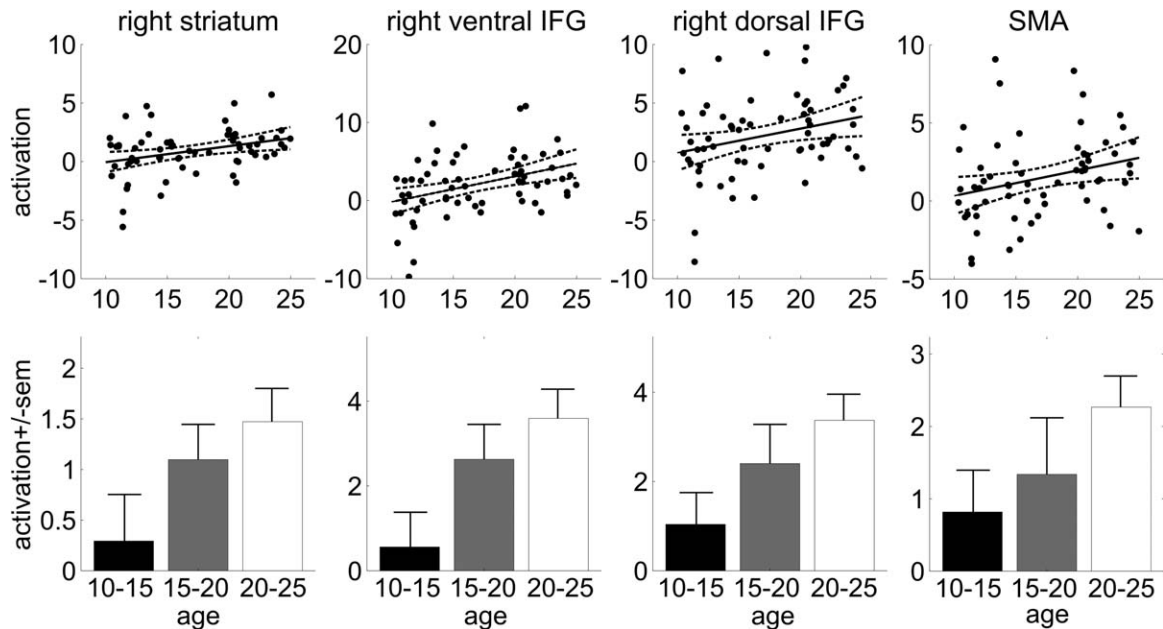 right striatum right ventral IFG right dorsal IFG SMA
activation
10 5 0 -5 -10
10 15 20 25
20 10 0 -10
10 15 20 25
10 5 0 -5 -10
10 15 20 25
10 5 0 -5
10 15 20 25
activation+/-sem
2 1.5 1 0.5 0
10-15 15-20 20-25
age
4 2 0
10-15 15-20 20-25
age
4 2 0
10-15 15-20 20-25
age
3 2 1 0
10-15 15-20 20-25
age